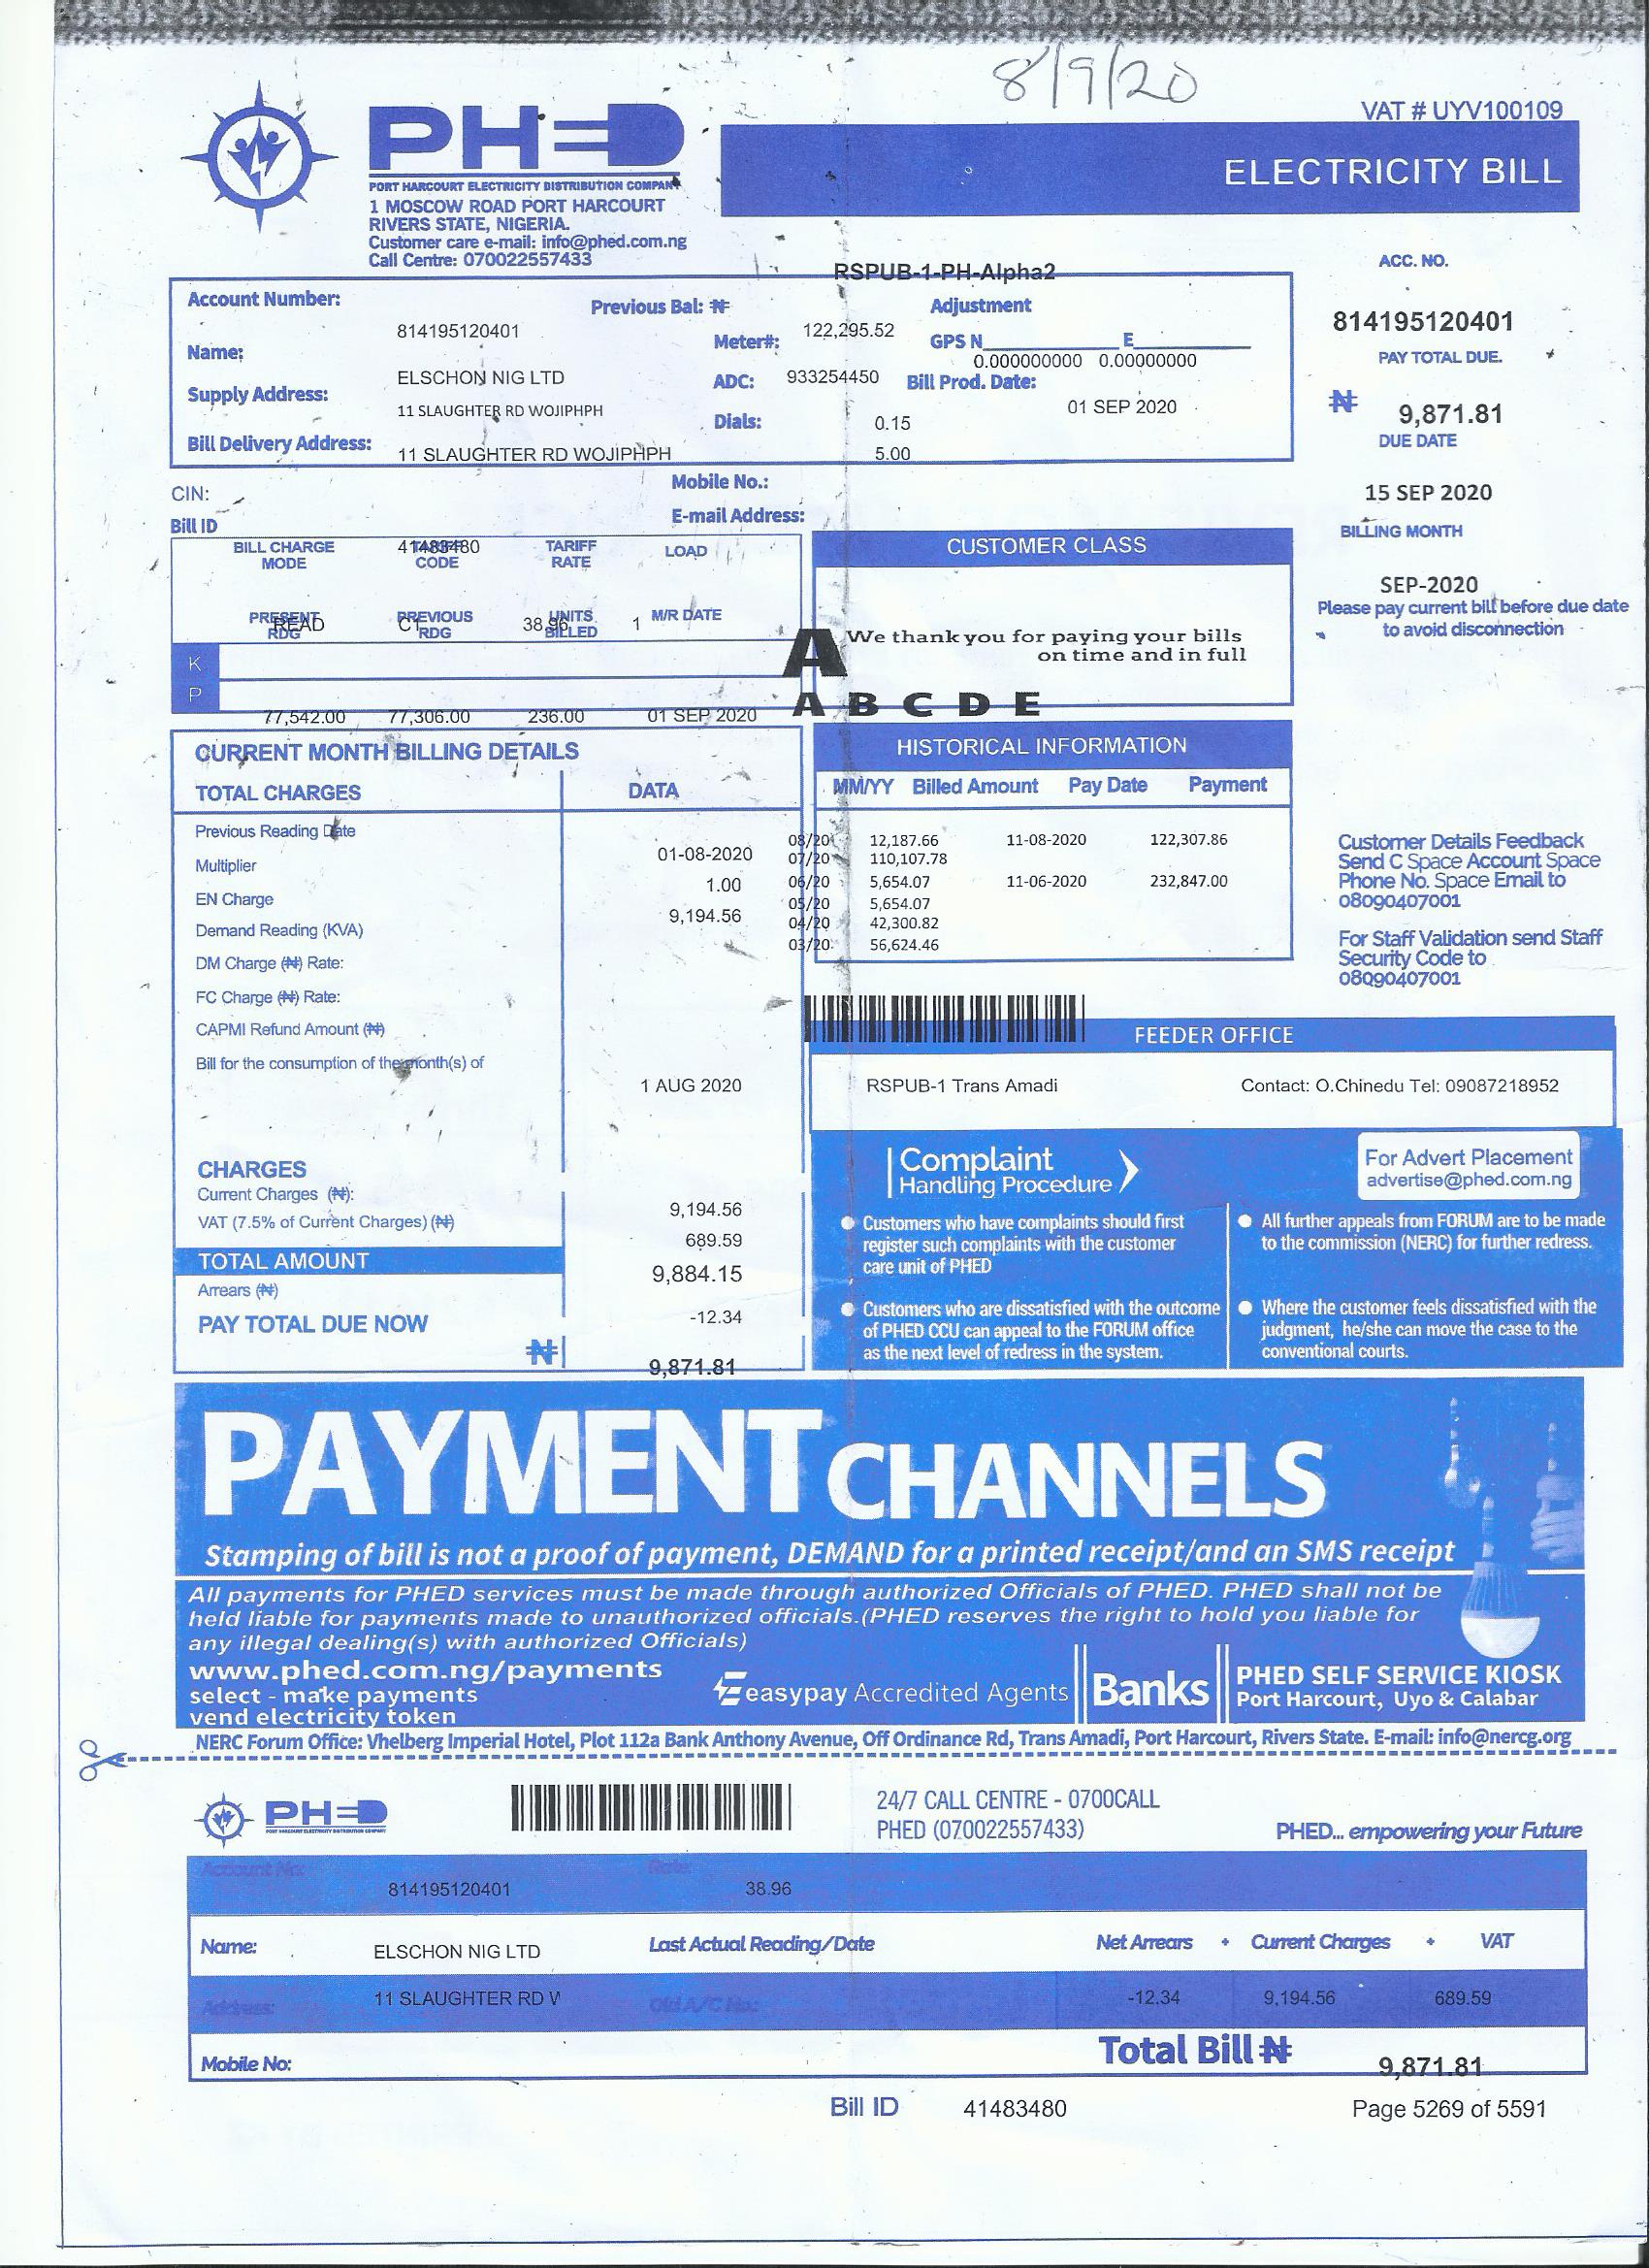 8/9/20
VAT # UYV100109
PHED
ELECTRICITY BILL
PORT HARCOURT ELECTRICITY DISTRIBUTION COMPANY
1 MOSCOW ROAD PORT HARCOURT
RIVERS STATE, NIGERIA.
Customer care e-mail: info@phed.com.ng
Call Centre: 070022557433
RSPUB-1-PH-Alpha2
ACC. NO.
814195120401
PAY TOTAL DUE.
₦ 9,871.81
DUE DATE
15 SEP 2020
BILLING MONTH
SEP-2020
Please pay current bill before due date
to avoid disconnection
Account Number: 814195120401
Name: ELSCHON NIG LTD
Supply Address: 11 SLAUGHTER RD WOJIPHPH
Bill Delivery Address: 11 SLAUGHTER RD WOJIPHPH
Previous Bal: ₦ 122,295.52
Meter#: 933254450
ADC: 0.15
Dials: 5.00
Adjustment
GPS N E
0.000000000 0.00000000
Bill Prod. Date:
01 SEP 2020
CIN:
Mobile No.:
Bill ID 41483480
E-mail Address:
BILL CHARGE MODE TARIFF CODE TARIFF RATE LOAD
READ C1 38.96 1
PRESENT RDG PREVIOUS RDG UNITS BILLED M/R DATE
K
P
77,542.00 77,306.00 236.00 01 SEP 2020
CUSTOMER CLASS
A We thank you for paying your bills
on time and in full
A B C D E
CURRENT MONTH BILLING DETAILS
TOTAL CHARGES DATA
Previous Reading Date 01-08-2020
Multiplier 1.00
EN Charge 9,194.56
Demand Reading (KVA)
DM Charge (₦) Rate:
FC Charge (₦) Rate:
CAPMI Refund Amount (₦)
Bill for the consumption of the month(s) of
1 AUG 2020
CHARGES
Current Charges (₦): 9,194.56
VAT (7.5% of Current Charges) (₦) 689.59
TOTAL AMOUNT 9,884.15
Arrears (₦) -12.34
PAY TOTAL DUE NOW
₦ 9,871.81
HISTORICAL INFORMATION
MM/YY Billed Amount Pay Date Payment
08/20 12,187.66 11-08-2020 122,307.86
07/20 110,107.78
06/20 5,654.07 11-06-2020 232,847.00
05/20 5,654.07
04/20 42,300.82
03/20 56,624.46
Customer Details Feedback
Send C Space Account Space
Phone No. Space Email to
08090407001
For Staff Validation send Staff
Security Code to
08090407001
FEEDER OFFICE
RSPUB-1 Trans Amadi Contact: O.Chinedu Tel: 09087218952
Complaint
Handling Procedure
For Advert Placement
advertise@phed.com.ng
Customers who have complaints should first
register such complaints with the customer
care unit of PHED
Customers who are dissatisfied with the outcome
of PHED CCU can appeal to the FORUM office
as the next level of redress in the system.
All further appeals from FORUM are to be made
to the commission (NERC) for further redress.
Where the customer feels dissatisfied with the
judgment, he/she can move the case to the
conventional courts.
PAYMENT CHANNELS
Stamping of bill is not a proof of payment, DEMAND for a printed receipt/and an SMS receipt
All payments for PHED services must be made through authorized Officials of PHED. PHED shall not be
held liable for payments made to unauthorized officials.(PHED reserves the right to hold you liable for
any illegal dealing(s) with authorized Officials)
www.phed.com.ng/payments
select - make payments
vend electricity token
easypay Accredited Agents
Banks
PHED SELF SERVICE KIOSK
Port Harcourt, Uyo & Calabar
NERC Forum Office: Vhelberg Imperial Hotel, Plot 112a Bank Anthony Avenue, Off Ordinance Rd, Trans Amadi, Port Harcourt, Rivers State. E-mail: info@nercg.org
PHED
PORT HARCOURT ELECTRICITY DISTRIBUTION COMPANY
24/7 CALL CENTRE - 0700CALL
PHED (070022557433)
PHED... empowering your Future
Account No: 814195120401 Rate: 38.96
Name: ELSCHON NIG LTD Last Actual Reading/Date Net Arrears + Current Charges + VAT
Address: 11 SLAUGHTER RD W Old A/C No: -12.34 9,194.56 689.59
Mobile No: Total Bill ₦ 9,871.81
Bill ID 41483480 Page 5269 of 5591